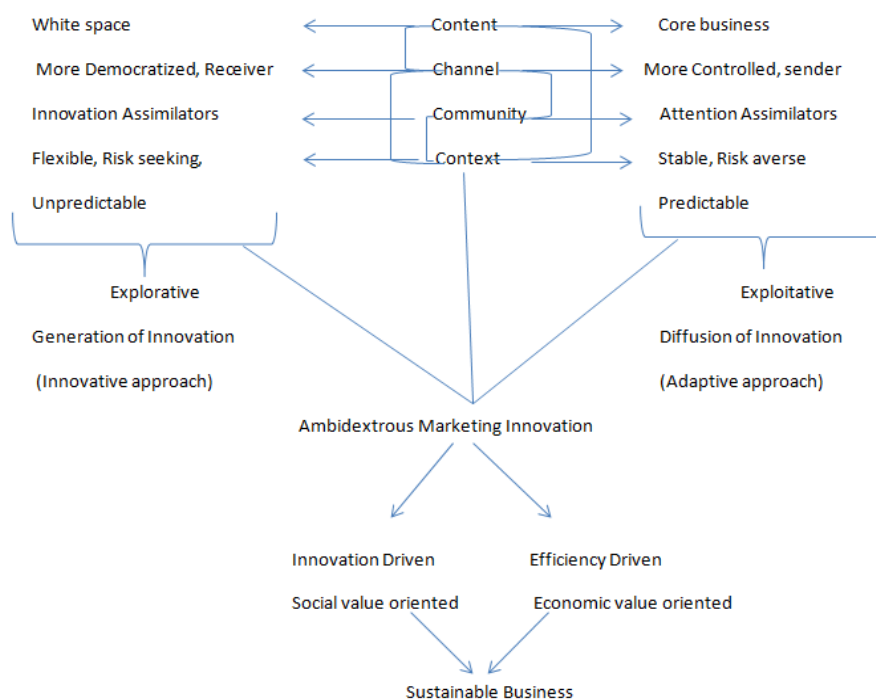 White space Content Core business
More Democratized, Receiver Channel More Controlled, sender
Innovation Assimilators Community Attention Assimilators
Flexible, Risk seeking, Context Stable, Risk averse
Unpredictable Predictable
Explorative Exploitative
Generation of Innovation Diffusion of Innovation
(Innovative approach) (Adaptive approach)
Ambidextrous Marketing Innovation
Innovation Driven Efficiency Driven
Social value oriented Economic value oriented
Sustainable Business